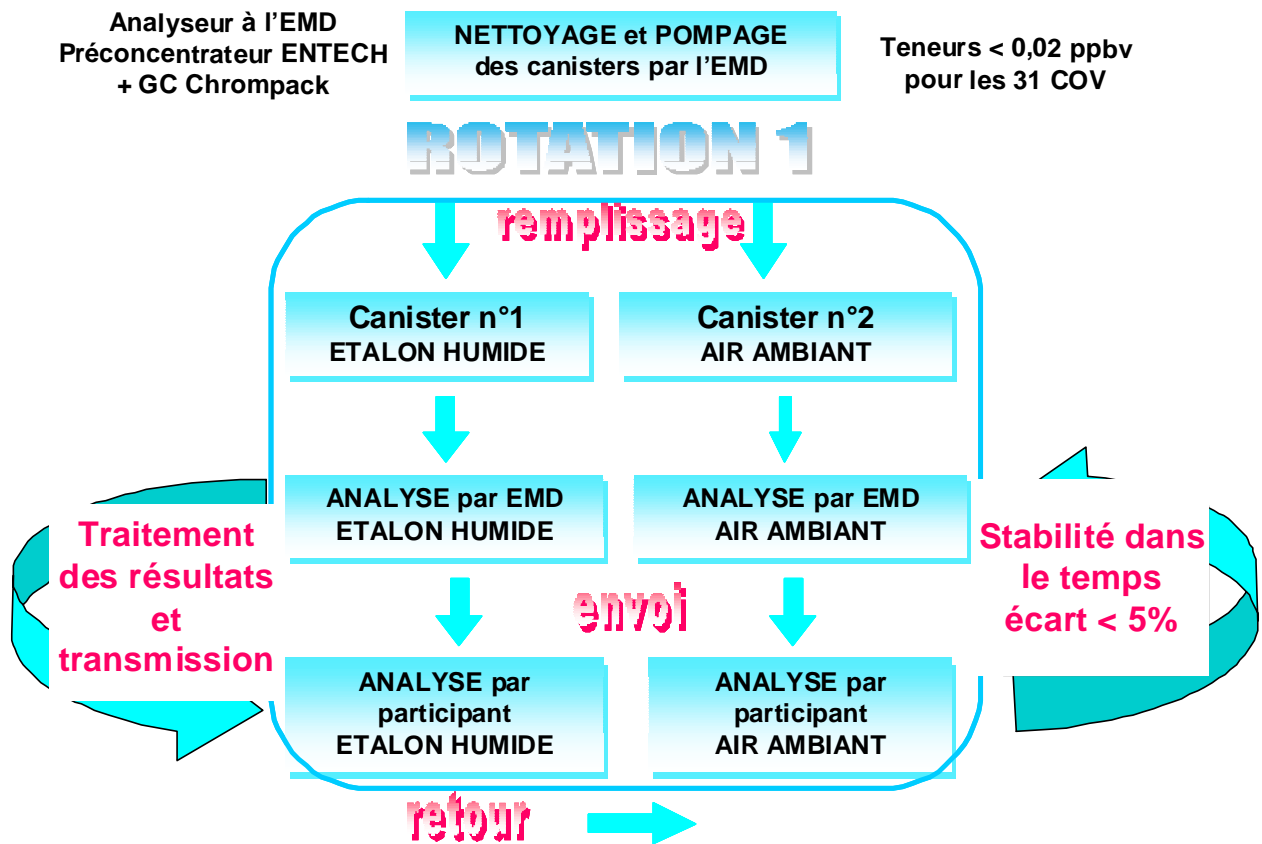 Analyseur à l'EMD
Préconcentrateur ENTECH
+ GC Chrompack
NETTOYAGE et POMPAGE
des canisters par l'EMD
Teneurs < 0,02 ppbv
pour les 31 COV
ROTATION 1
remplissage
Canister n°1
ETALON HUMIDE
Canister n°2
AIR AMBIANT
ANALYSE par EMD
ETALON HUMIDE
ANALYSE par EMD
AIR AMBIANT
Traitement
des résultats
et
transmission
Stabilité dans
le temps
écart < 5%
envoi
ANALYSE par
participant
ETALON HUMIDE
ANALYSE par
participant
AIR AMBIANT
retour